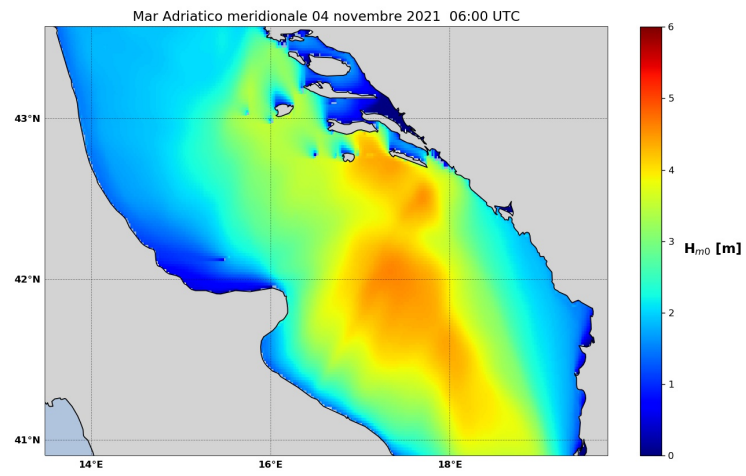 Mar Adriatico meridionale 04 novembre 2021  06:00 UTC
6
5
43°N
4
3
Hm0 [m]
42°N
2
1
41°N
0
14°E
16°E
18°E